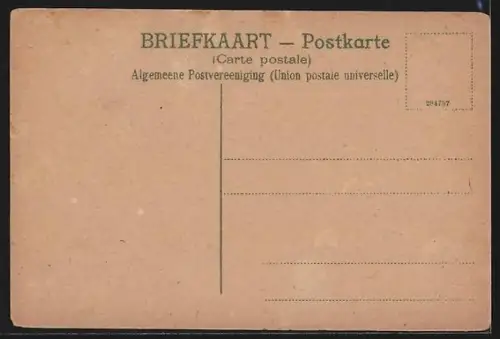 BRIEFKAART — Postkarte
(Carte postale)
Algemeene Postvereeniging (Union postale universelle)